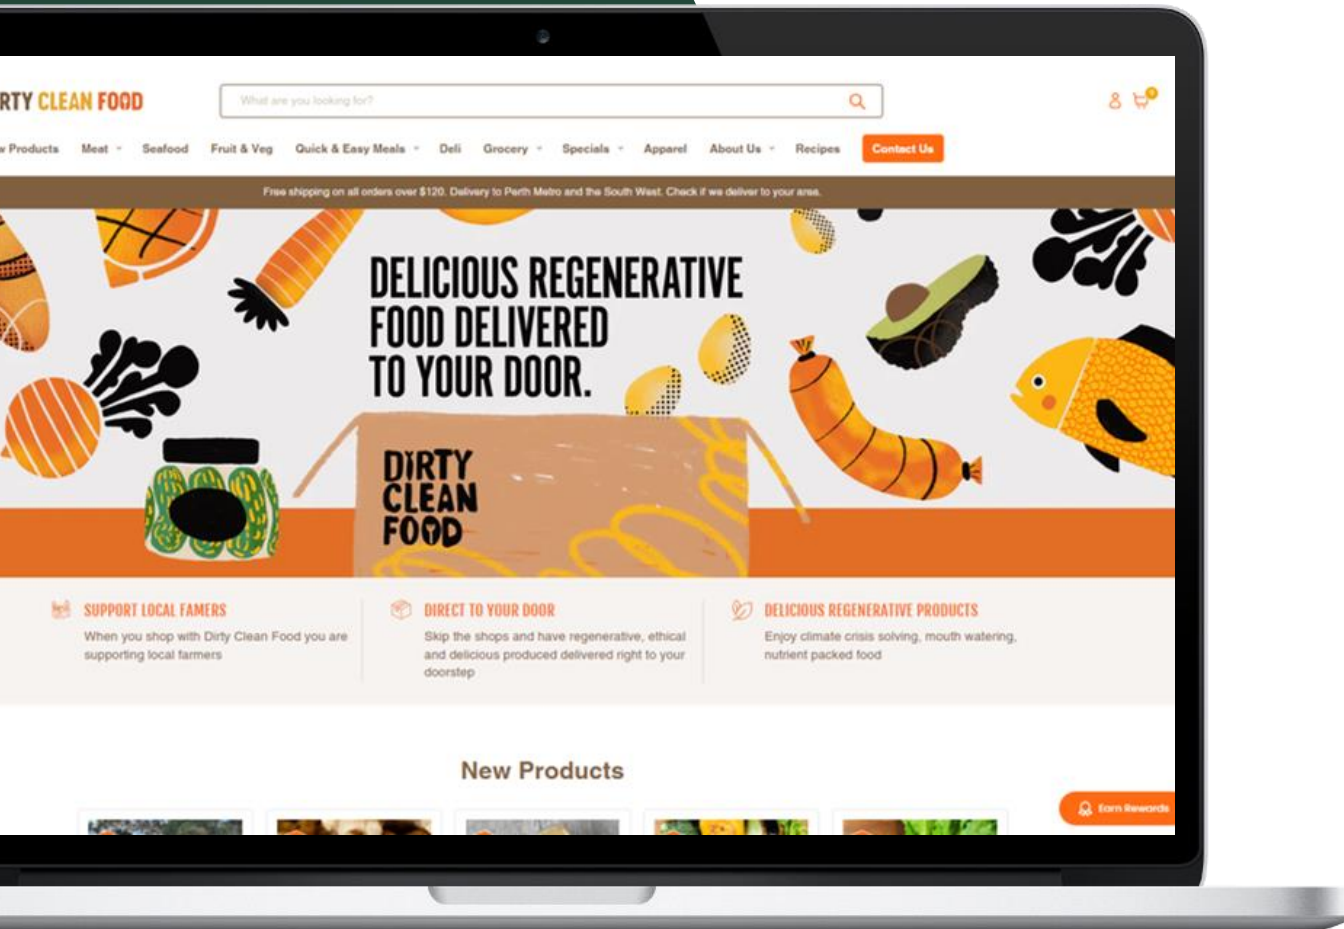 RTY CLEAN FOOD
What are you looking for?
0
w Products Meat Seafood Fruit & Veg Quick & Easy Meals Deli Grocery Specials Apparel About Us Recipes Contact Us
Free shipping on all orders over $120. Delivery to Perth Metro and the South West. Check if we deliver to your area.
DELICIOUS REGENERATIVE
FOOD DELIVERED
TO YOUR DOOR.
DIRTY
CLEAN
FOOD
SUPPORT LOCAL FAMERS
When you shop with Dirty Clean Food you are
supporting local farmers
DIRECT TO YOUR DOOR
Skip the shops and have regenerative, ethical
and delicious produced delivered right to your
doorstep
DELICIOUS REGENERATIVE PRODUCTS
Enjoy climate crisis solving, mouth watering,
nutrient packed food
New Products
Earn Rewards